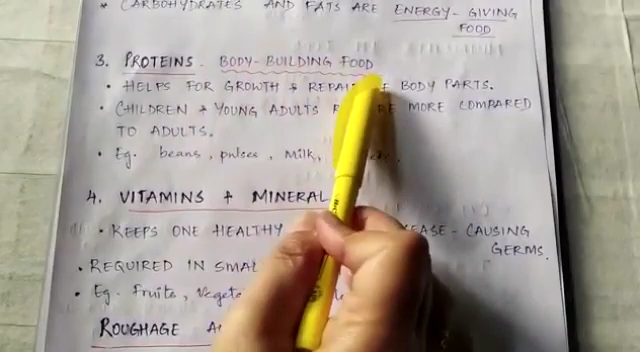 * CARBOHYDRATES AND FATS ARE ENERGY-GIVING
FOOD
3. PROTEINS - BODY-BUILDING FOOD
• HELPS FOR GROWTH + REPAI BODY PARTS.
• CHILDREN + YOUNG ADULTS MORE COMPARED
TO ADULTS.
• Eg. beans, pulses, milk,
4. VITAMINS + MINERAL
• KEEPS ONE HEALTHY EASE-CAUSING
GERMS.
• REQUIRED IN SMAL
• Eg. Fruits, Vegeta
ROUGHAGE A